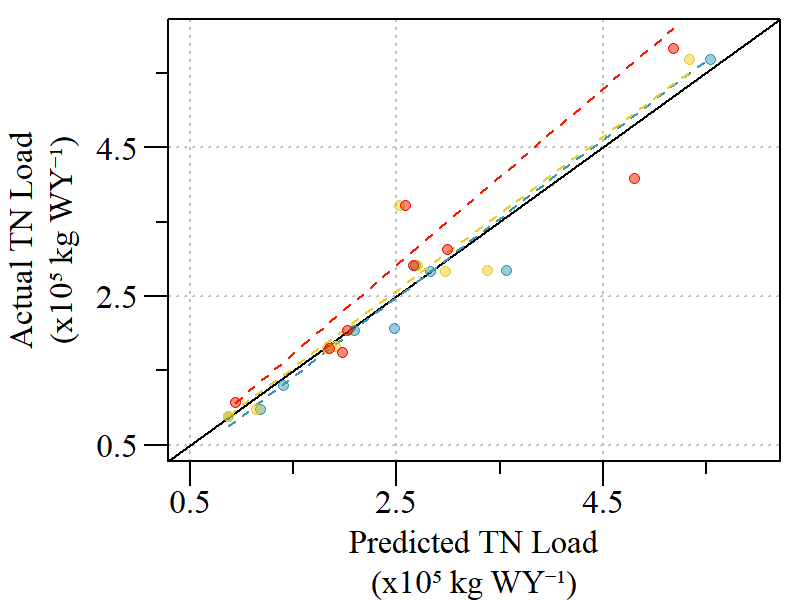 Actual TN Load
(x10⁵ kg WY⁻¹)
4.5
2.5
0.5
0.5 2.5 4.5
Predicted TN Load
(x10⁵ kg WY⁻¹)